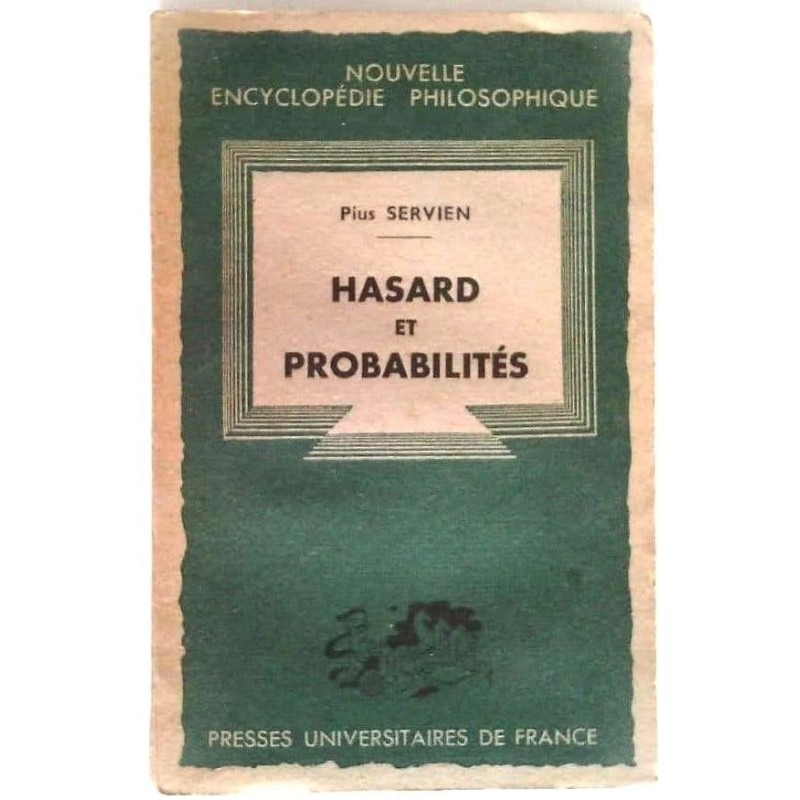 NOUVELLE
ENCYCLOPÉDIE PHILOSOPHIQUE
Pius SERVIEN
HASARD
ET
PROBABILITÉS
PRESSES UNIVERSITAIRES DE FRANCE